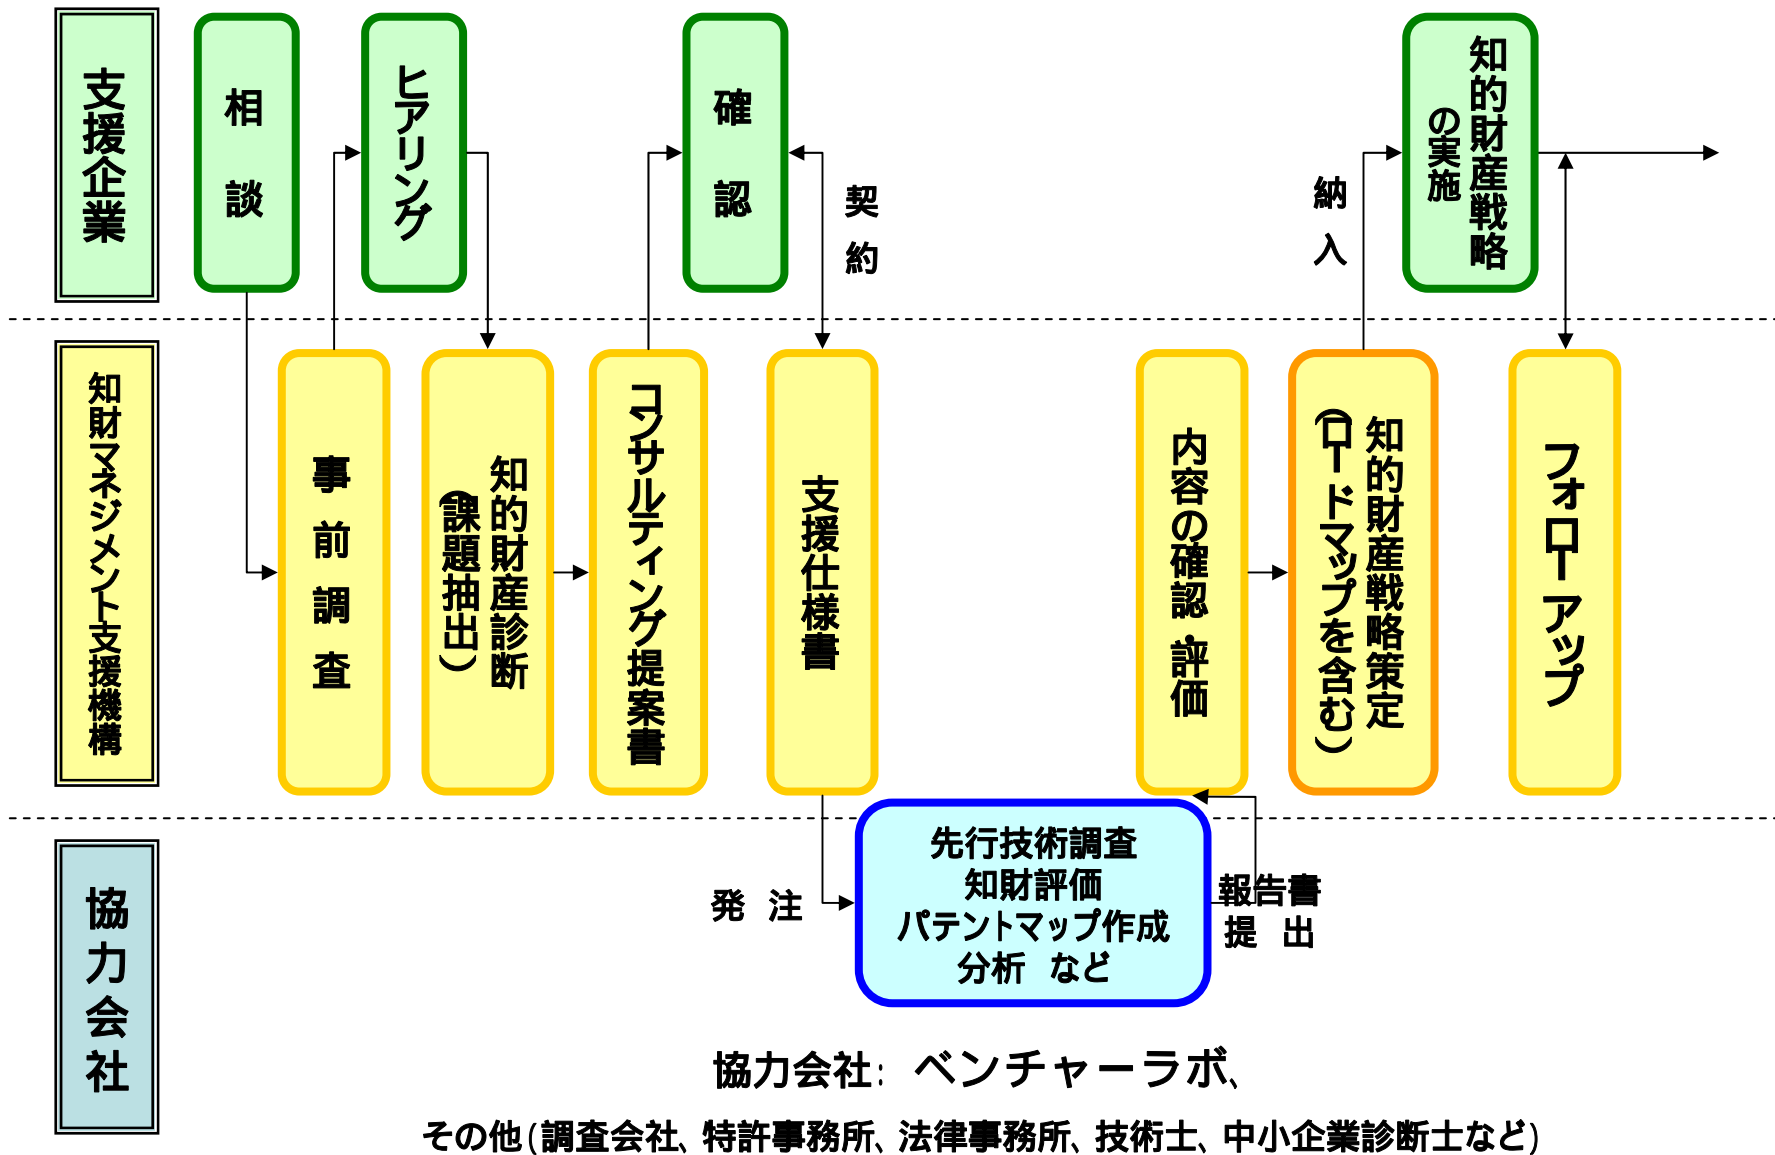 支援企業
相談
ヒアリング
確認
契約
納入
知的財産戦略
の実施
知財マネジメント支援機構
事前調査
知的財産診断
(課題抽出)
コンサルティング提案書
支援仕様書
内容の確認・評価
知的財産戦略策定
(ロードマップを含む)
フォローアップ
協力会社
発 注
先行技術調査
知財評価
パテントマップ作成
分析 など
報告書
提 出
協力会社: ベンチャーラボ、
その他(調査会社、特許事務所、法律事務所、技術士、中小企業診断士など)